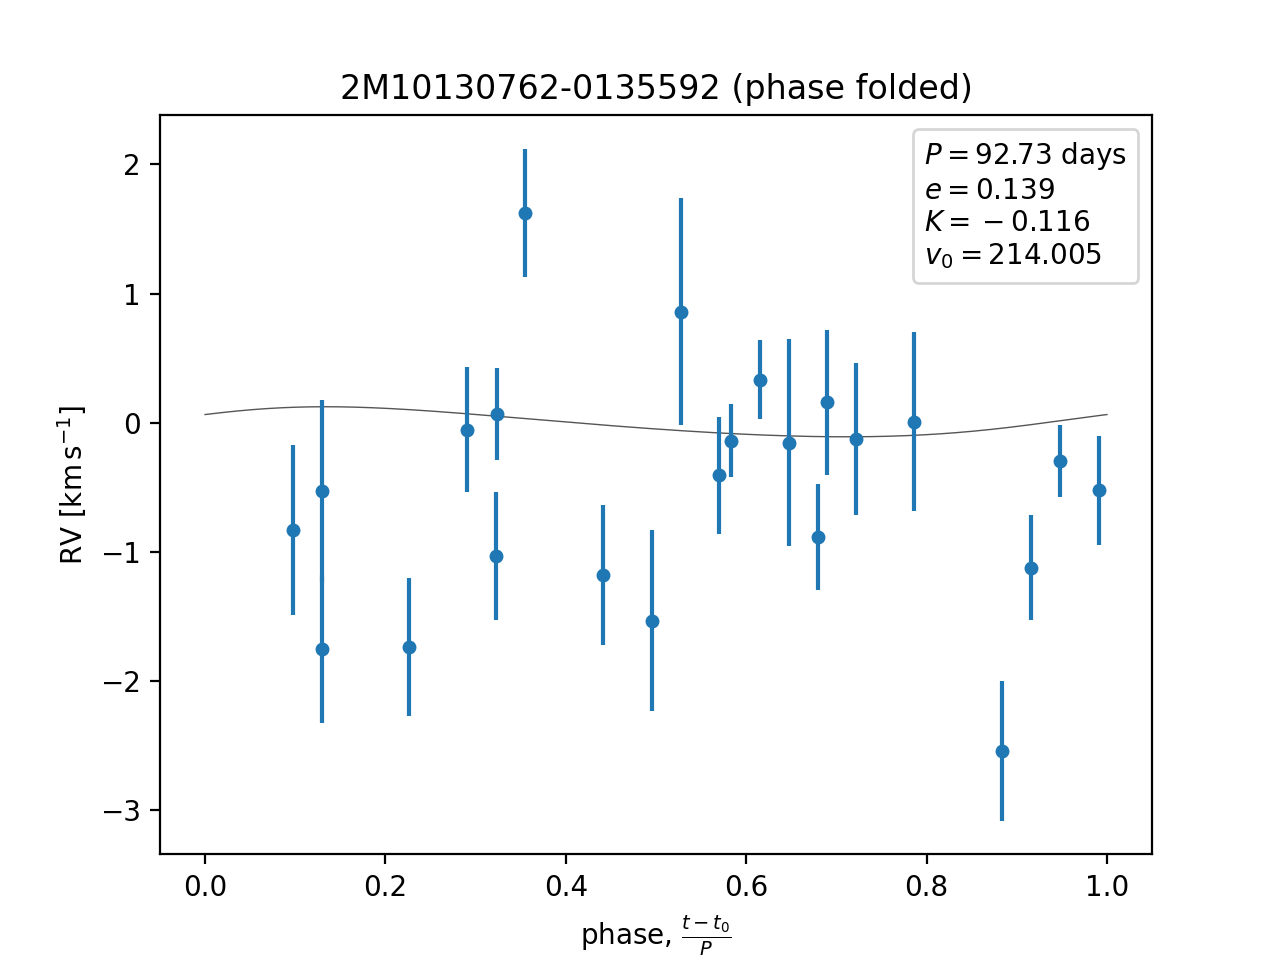 2M10130762-0135592 (phase folded)
P = 92.73 days
e = 0.139
K = −0.116
v₀ = 214.005
2
1
0
−1
−2
−3
RV [km s⁻¹]
0.0 0.2 0.4 0.6 0.8 1.0
phase, (t − t₀)/P